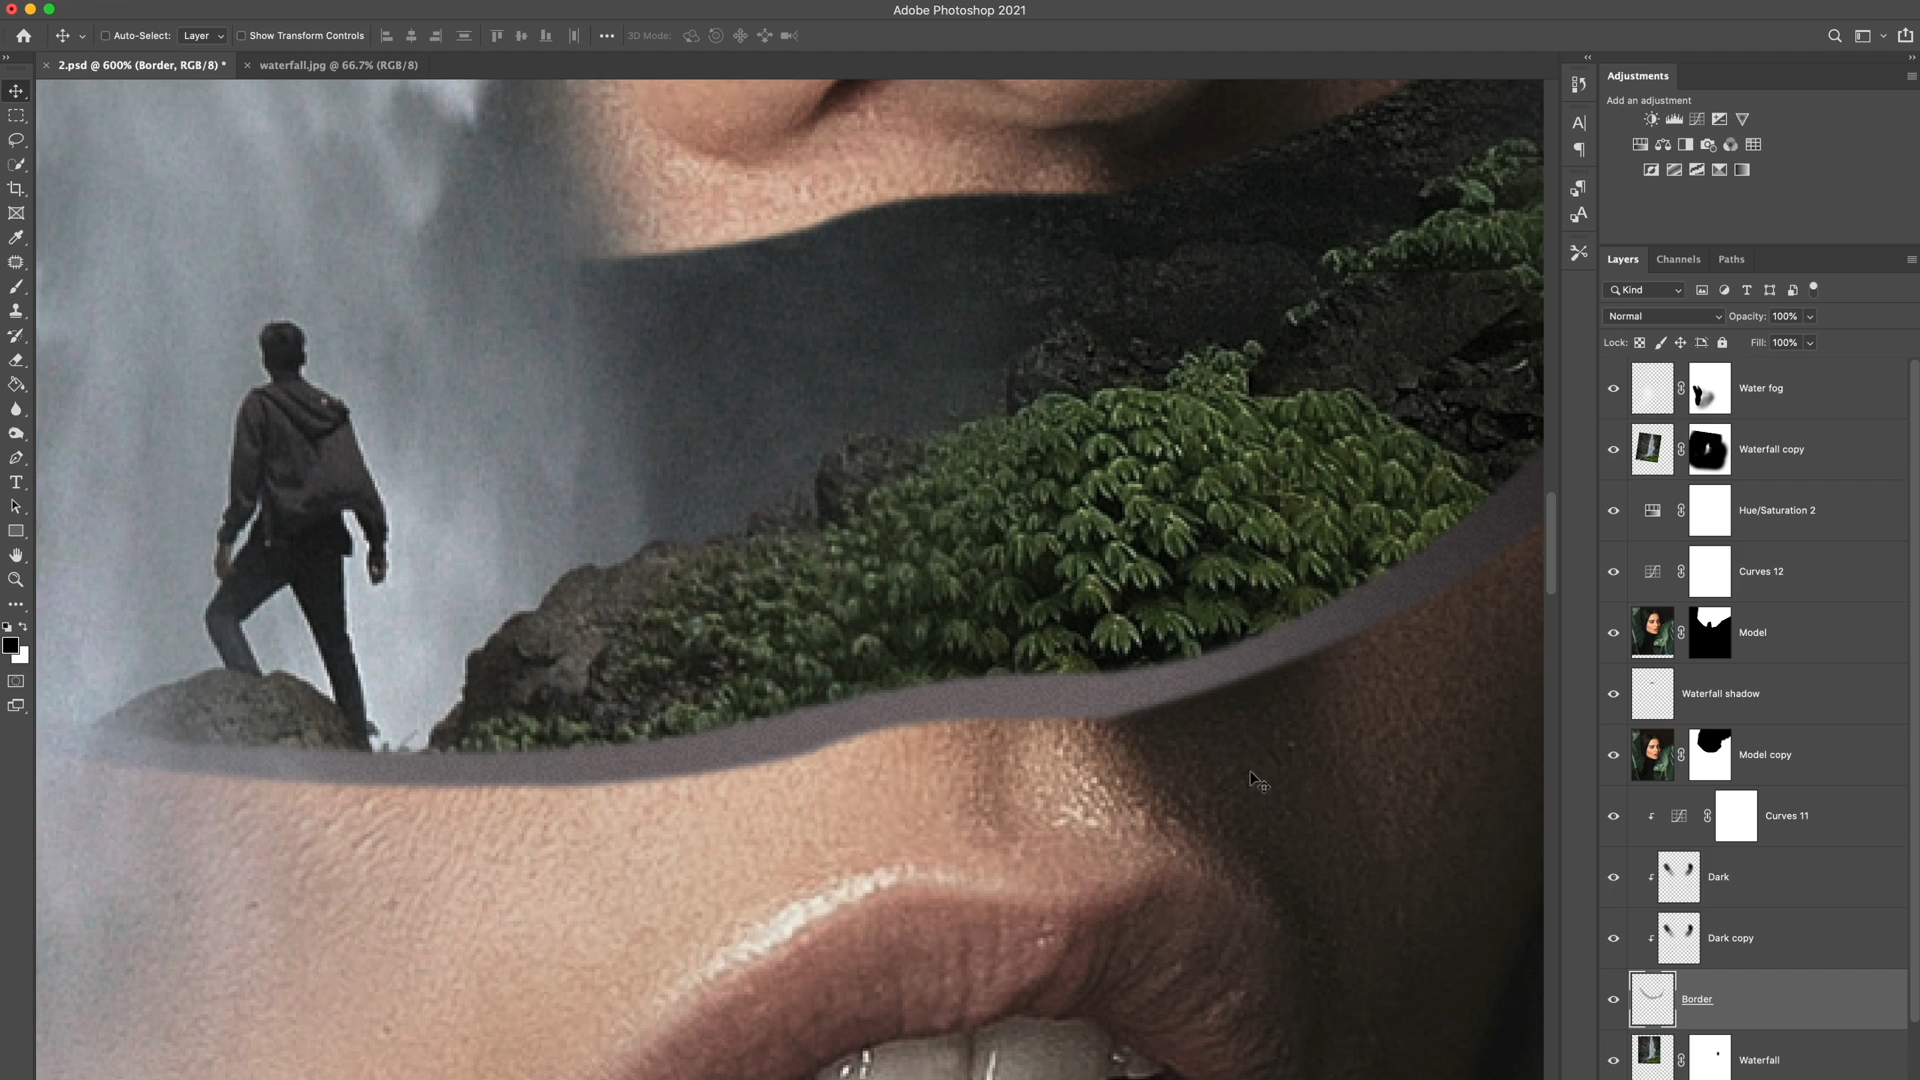 Adobe Photoshop 2021
Auto-Select: Layer Show Transform Controls 3D Mode:
2.psd @ 600% (Border, RGB/8) * waterfall.jpg @ 66.7% (RGB/8)
Adjustments
Add an adjustment
Layers Channels Paths
Kind
Normal Opacity: 100%
Lock: Fill: 100%
Water fog
Waterfall copy
Hue/Saturation 2
Curves 12
Model
Waterfall shadow
Model copy
Curves 11
Dark
Dark copy
Border
Waterfall